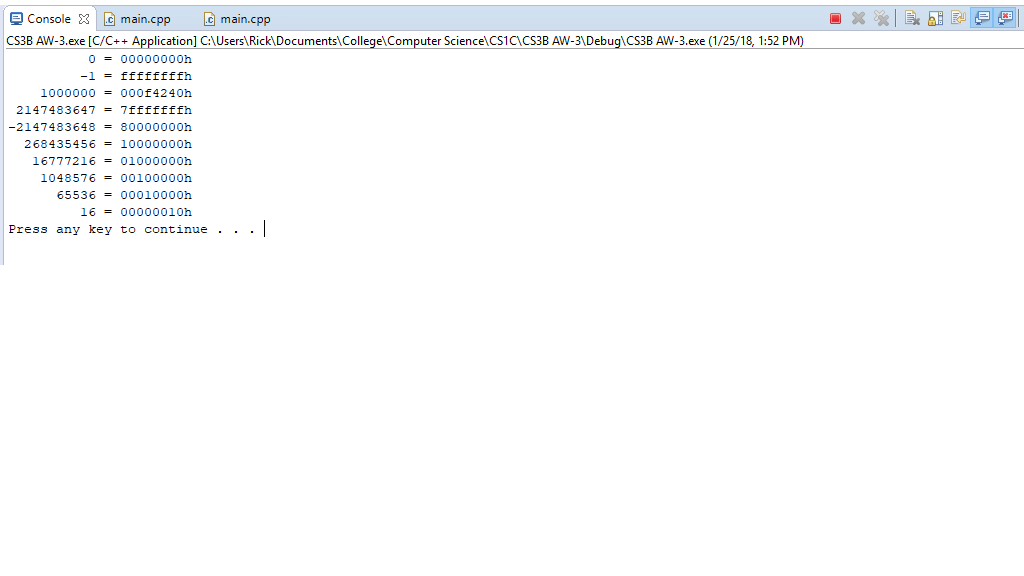 Console main.cpp main.cpp
CS3B AW-3.exe [C/C++ Application] C:\Users\Rick\Documents\College\Computer Science\CS1C\CS3B AW-3\Debug\CS3B AW-3.exe (1/25/18, 1:52 PM)
0 = 00000000h
-1 = ffffffffh
1000000 = 000f4240h
2147483647 = 7fffffffh
-2147483648 = 80000000h
268435456 = 10000000h
16777216 = 01000000h
1048576 = 00100000h
65536 = 00010000h
16 = 00000010h
Press any key to continue . . .